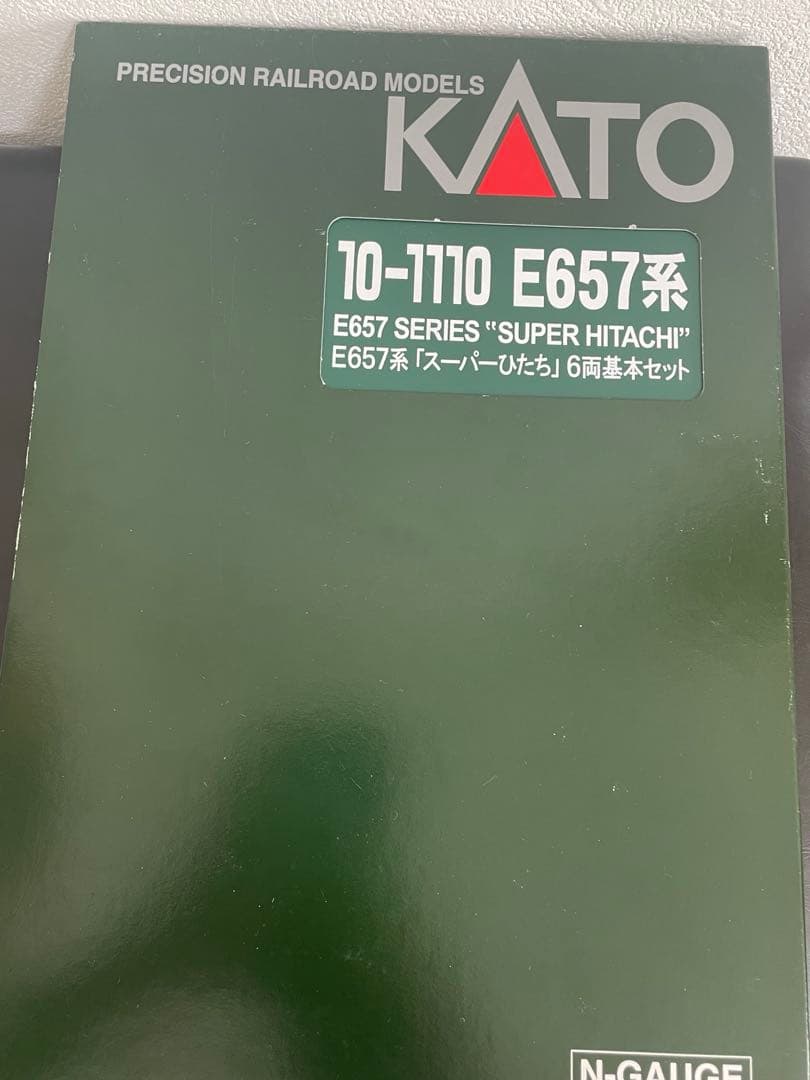 PRECISION RAILROAD MODELS
KATO
10-1110 E657系
E657 SERIES "SUPER HITACHI"
E657系「スーパーひたち」6両基本セット
N-GAUGE